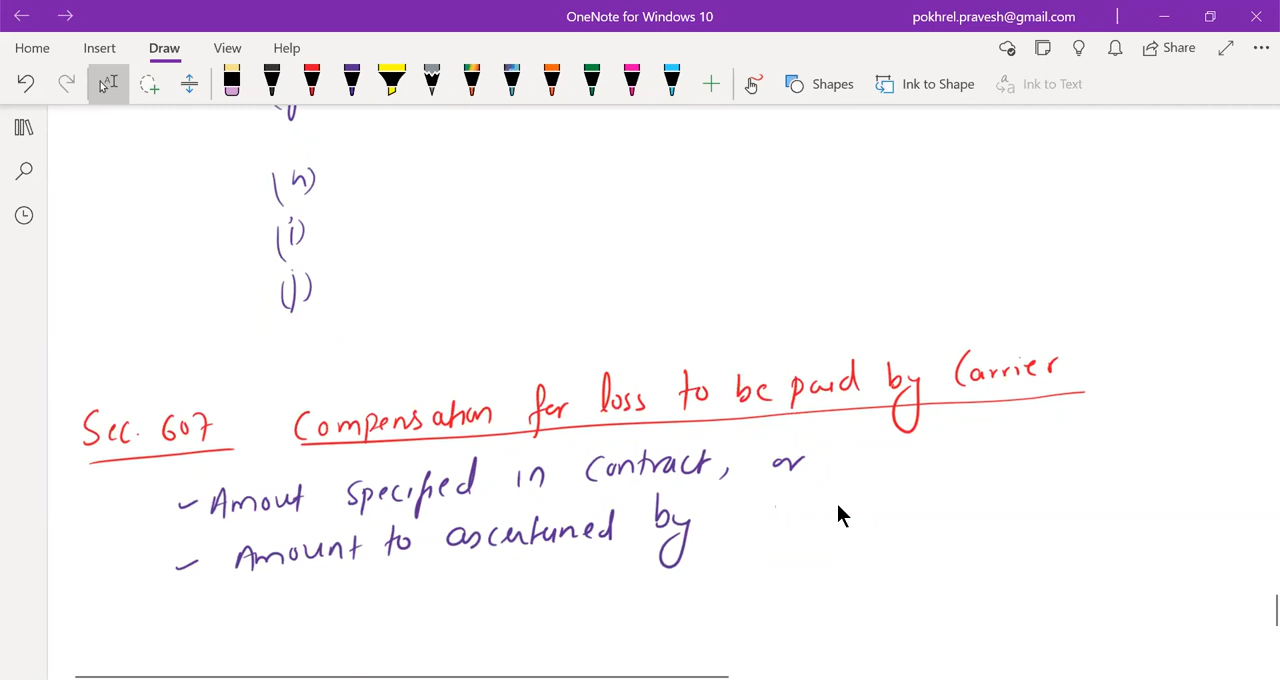 OneNote for Windows 10
pokhrel.pravesh@gmail.com
Home Insert Draw View Help
Share
Shapes
Ink to Shape
Ink to Text
(h)
(i)
(j)
Sec. 607 Compensation for loss to be paid by Carrier
Amout specified in contract, or
Amount to ascertuned by